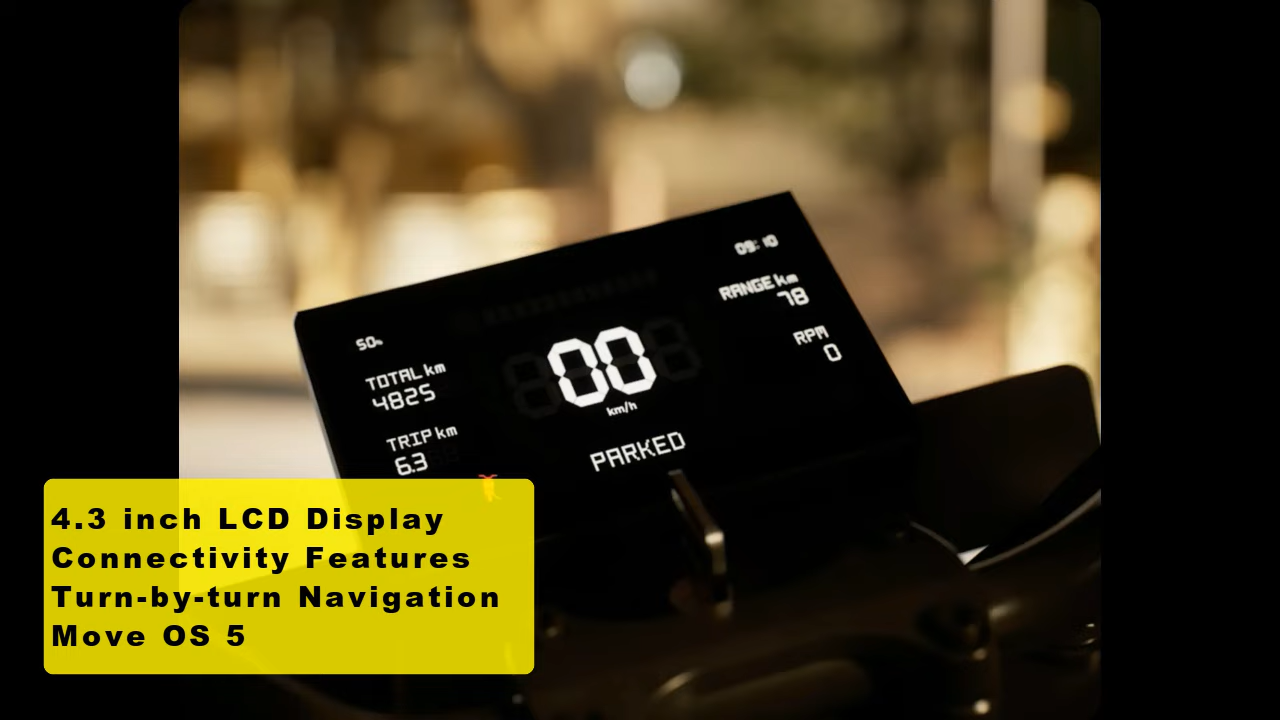 09:10
RANGE km
78
50%
TOTAL km
4825
00
km/h
RPM
0
TRIP km
6.3
PARKED
4.3 inch LCD Display
Connectivity Features
Turn-by-turn Navigation
Move OS 5